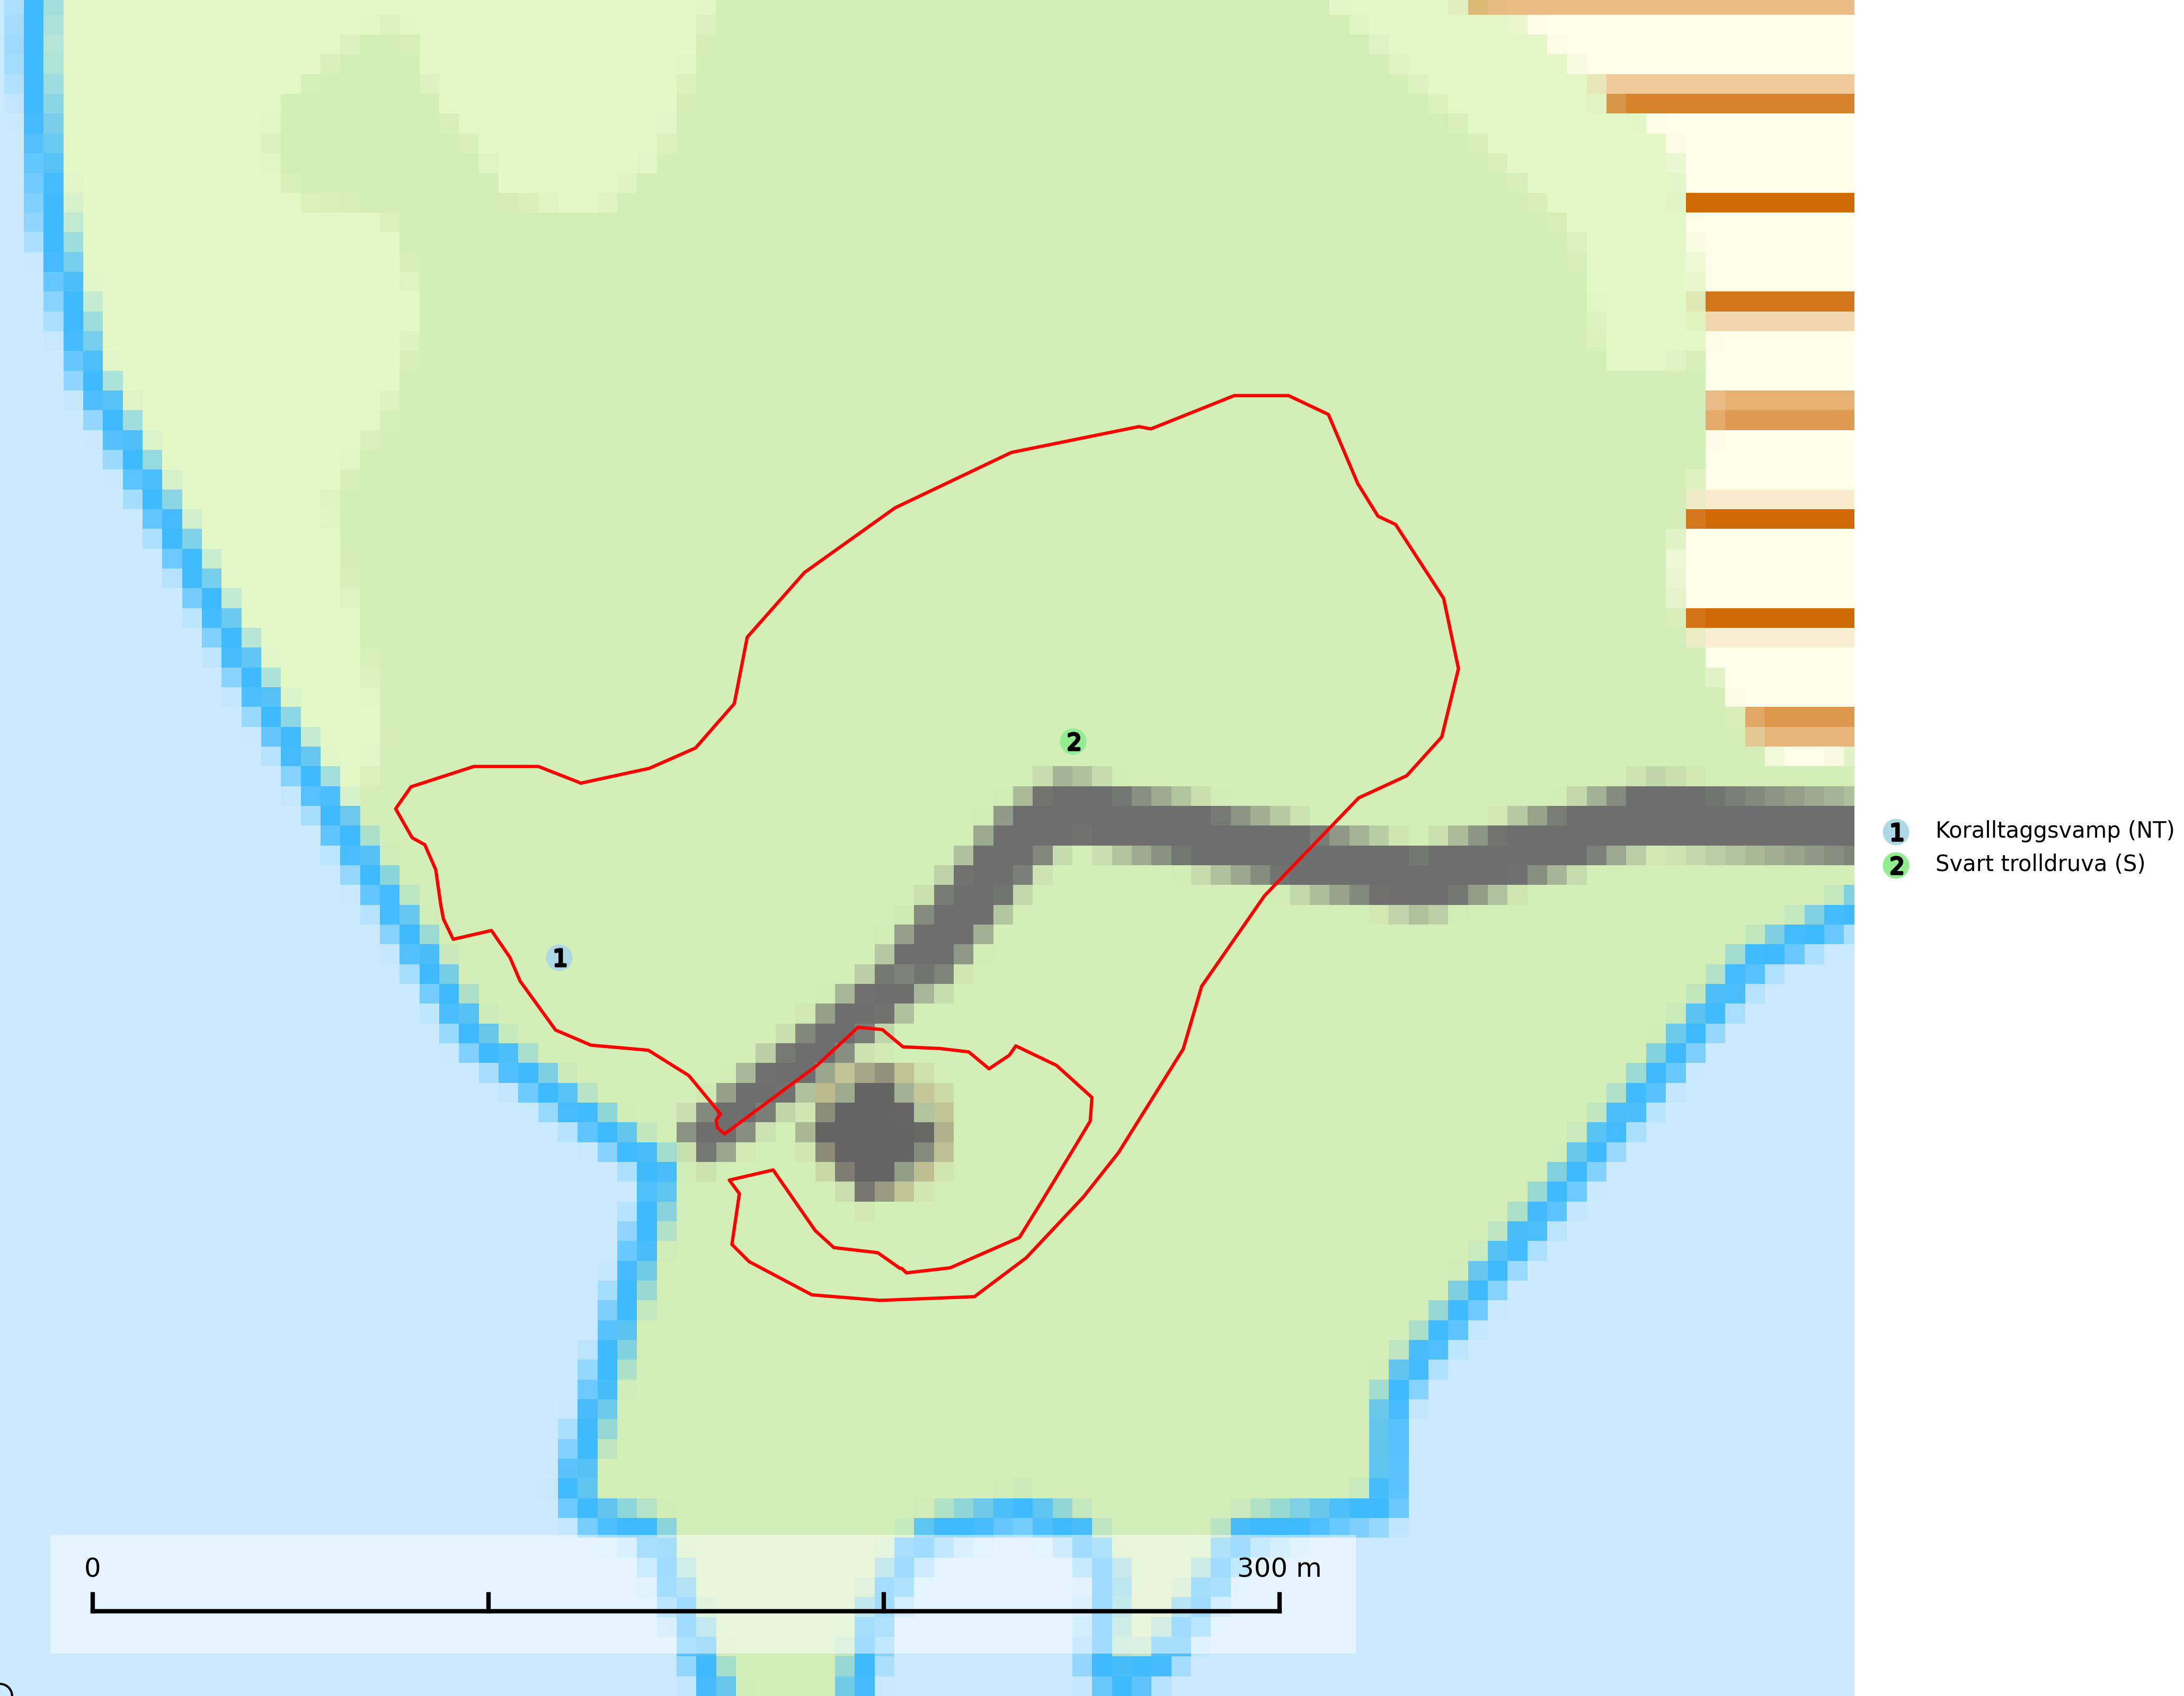 2
1
1 Koralltaggsvamp (NT)
2 Svart trolldruva (S)
0 300 m